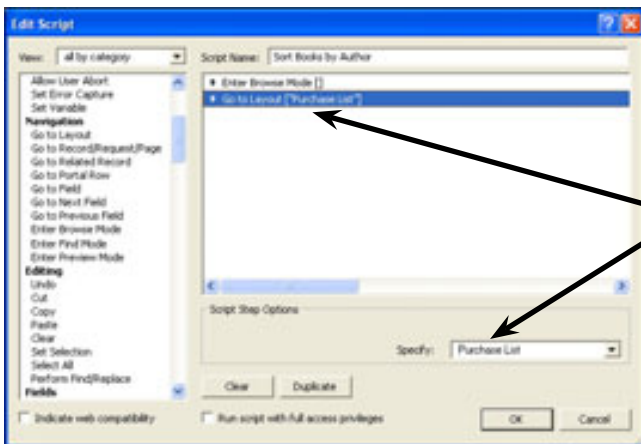 Edit Script
View: all by category
Script Name: Sort Books by Author
Allow User Abort
Set Error Capture
Set Variable
Navigation
Go to Layout
Go to Record/Request/Page
Go to Related Record
Go to Portal Row
Go to Field
Go to Next Field
Go to Previous Field
Enter Browse Mode
Enter Find Mode
Enter Preview Mode
Editing
Undo
Cut
Copy
Paste
Clear
Set Selection
Select All
Perform Find/Replace
Fields
Enter Browse Mode []
Go to Layout ["Purchase List"]
Script Step Options
Specify: Purchase List
Clear
Duplicate
Indicate web compatibility
Run script with full access privileges
OK
Cancel